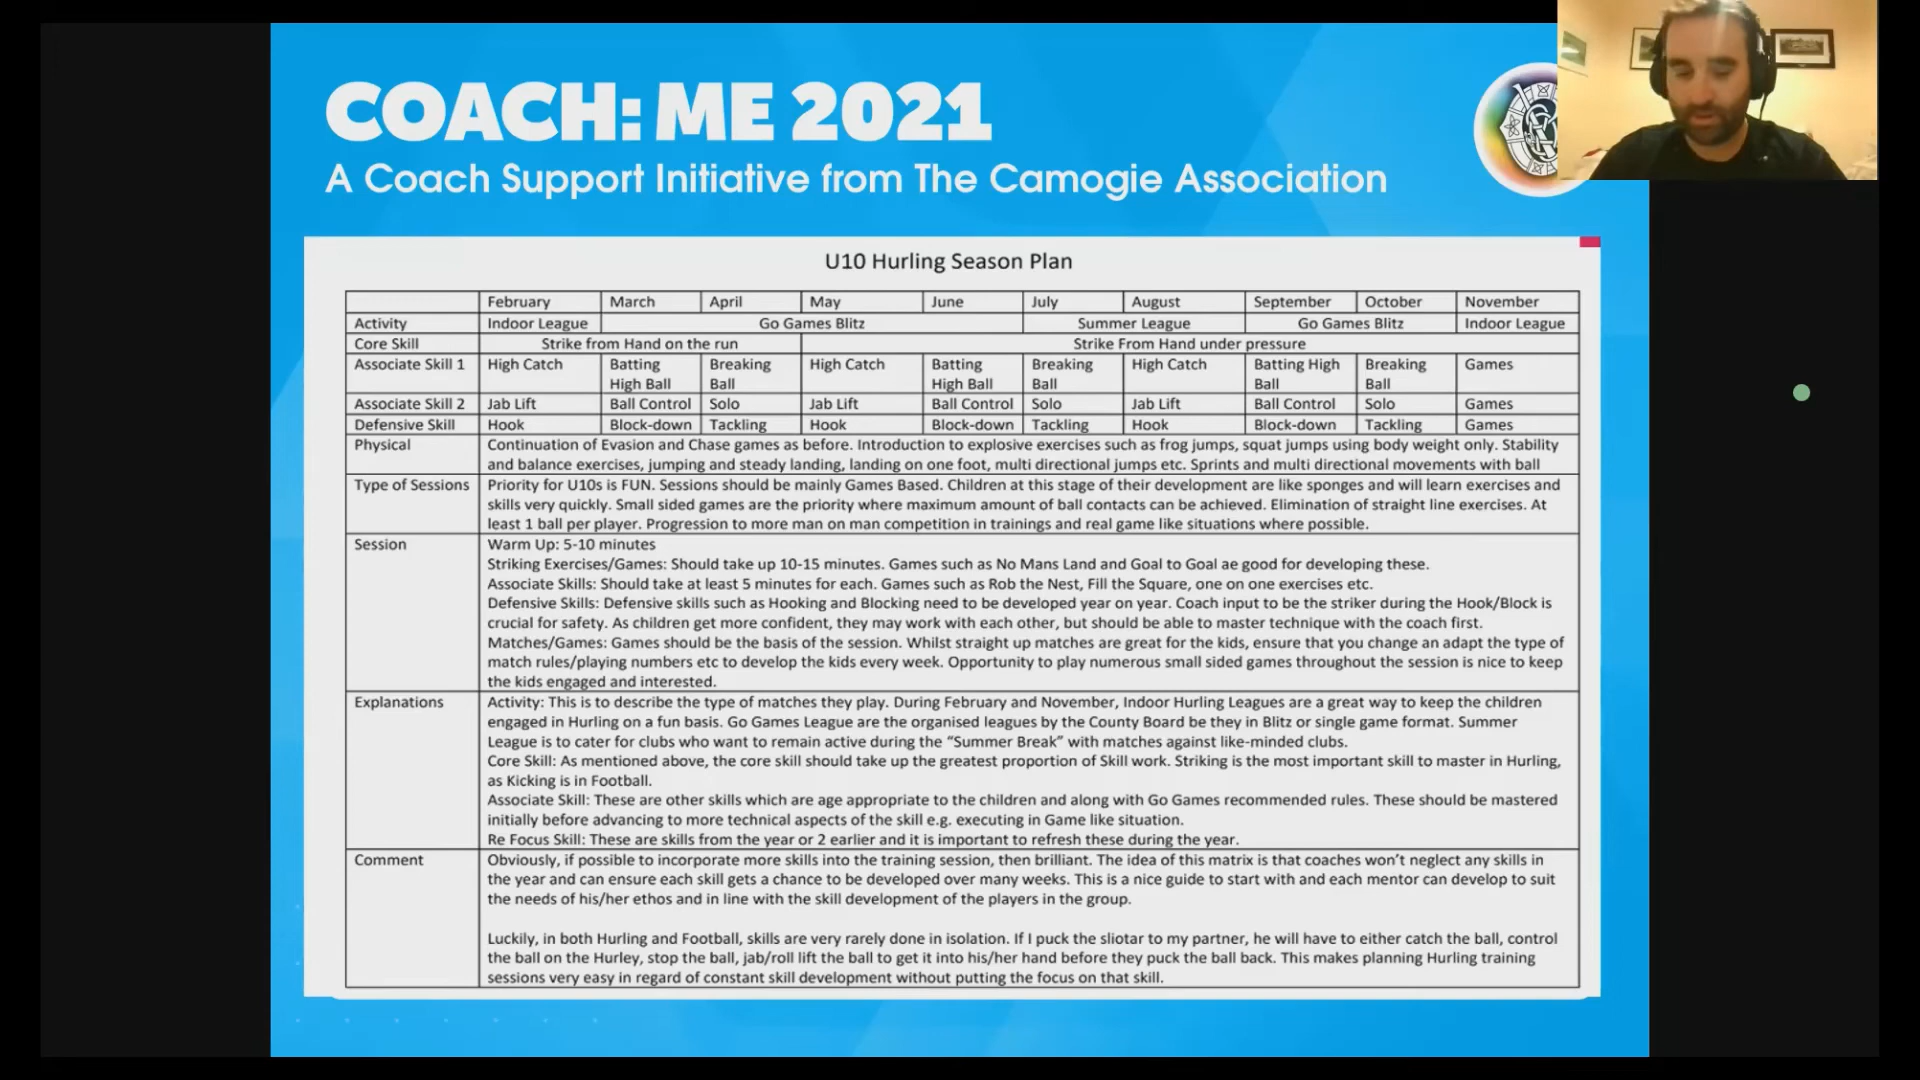 COACH: ME 2021
A Coach Support Initiative from The Camogie Association
U10 Hurling Season Plan
February March April May June July August September October November
Activity Indoor League Go Games Blitz Summer League Go Games Blitz Indoor League
Core Skill Strike from Hand on the run Strike From Hand under pressure
Associate Skill 1 High Catch Batting Breaking High Catch Batting Breaking High Catch Batting High Breaking Games
High Ball Ball High Ball Ball Ball Ball
Associate Skill 2 Jab Lift Ball Control Solo Jab Lift Ball Control Solo Jab Lift Ball Control Solo Games
Defensive Skill Hook Block-down Tackling Hook Block-down Tackling Hook Block-down Tackling Games
Physical Continuation of Evasion and Chase games as before. Introduction to explosive exercises such as frog jumps, squat jumps using body weight only. Stability
and balance exercises, jumping and steady landing, landing on one foot, multi directional jumps etc. Sprints and multi directional movements with ball
Type of Sessions Priority for U10s is FUN. Sessions should be mainly Games Based. Children at this stage of their development are like sponges and will learn exercises and
skills very quickly. Small sided games are the priority where maximum amount of ball contacts can be achieved. Elimination of straight line exercises. At
least 1 ball per player. Progression to more man on man competition in trainings and real game like situations where possible.
Session Warm Up: 5-10 minutes
Striking Exercises/Games: Should take up 10-15 minutes. Games such as No Mans Land and Goal to Goal ae good for developing these.
Associate Skills: Should take at least 5 minutes for each. Games such as Rob the Nest, Fill the Square, one on one exercises etc.
Defensive Skills: Defensive skills such as Hooking and Blocking need to be developed year on year. Coach input to be the striker during the Hook/Block is
crucial for safety. As children get more confident, they may work with each other, but should be able to master technique with the coach first.
Matches/Games: Games should be the basis of the session. Whilst straight up matches are great for the kids, ensure that you change an adapt the type of
match rules/playing numbers etc to develop the kids every week. Opportunity to play numerous small sided games throughout the session is nice to keep
the kids engaged and interested.
Explanations Activity: This is to describe the type of matches they play. During February and November, Indoor Hurling Leagues are a great way to keep the children
engaged in Hurling on a fun basis. Go Games League are the organised leagues by the County Board be they in Blitz or single game format. Summer
League is to cater for clubs who want to remain active during the “Summer Break” with matches against like-minded clubs.
Core Skill: As mentioned above, the core skill should take up the greatest proportion of Skill work. Striking is the most important skill to master in Hurling,
as Kicking is in Football.
Associate Skill: These are other skills which are age appropriate to the children and along with Go Games recommended rules. These should be mastered
initially before advancing to more technical aspects of the skill e.g. executing in Game like situation.
Re Focus Skill: These are skills from the year or 2 earlier and it is important to refresh these during the year.
Comment Obviously, if possible to incorporate more skills into the training session, then brilliant. The idea of this matrix is that coaches won’t neglect any skills in
the year and can ensure each skill gets a chance to be developed over many weeks. This is a nice guide to start with and each mentor can develop to suit
the needs of his/her ethos and in line with the skill development of the players in the group.
Luckily, in both Hurling and Football, skills are very rarely done in isolation. If I puck the sliotar to my partner, he will have to either catch the ball, control
the ball on the Hurley, stop the ball, jab/roll lift the ball to get it into his/her hand before they puck the ball back. This makes planning Hurling training
sessions very easy in regard of constant skill development without putting the focus on that skill.